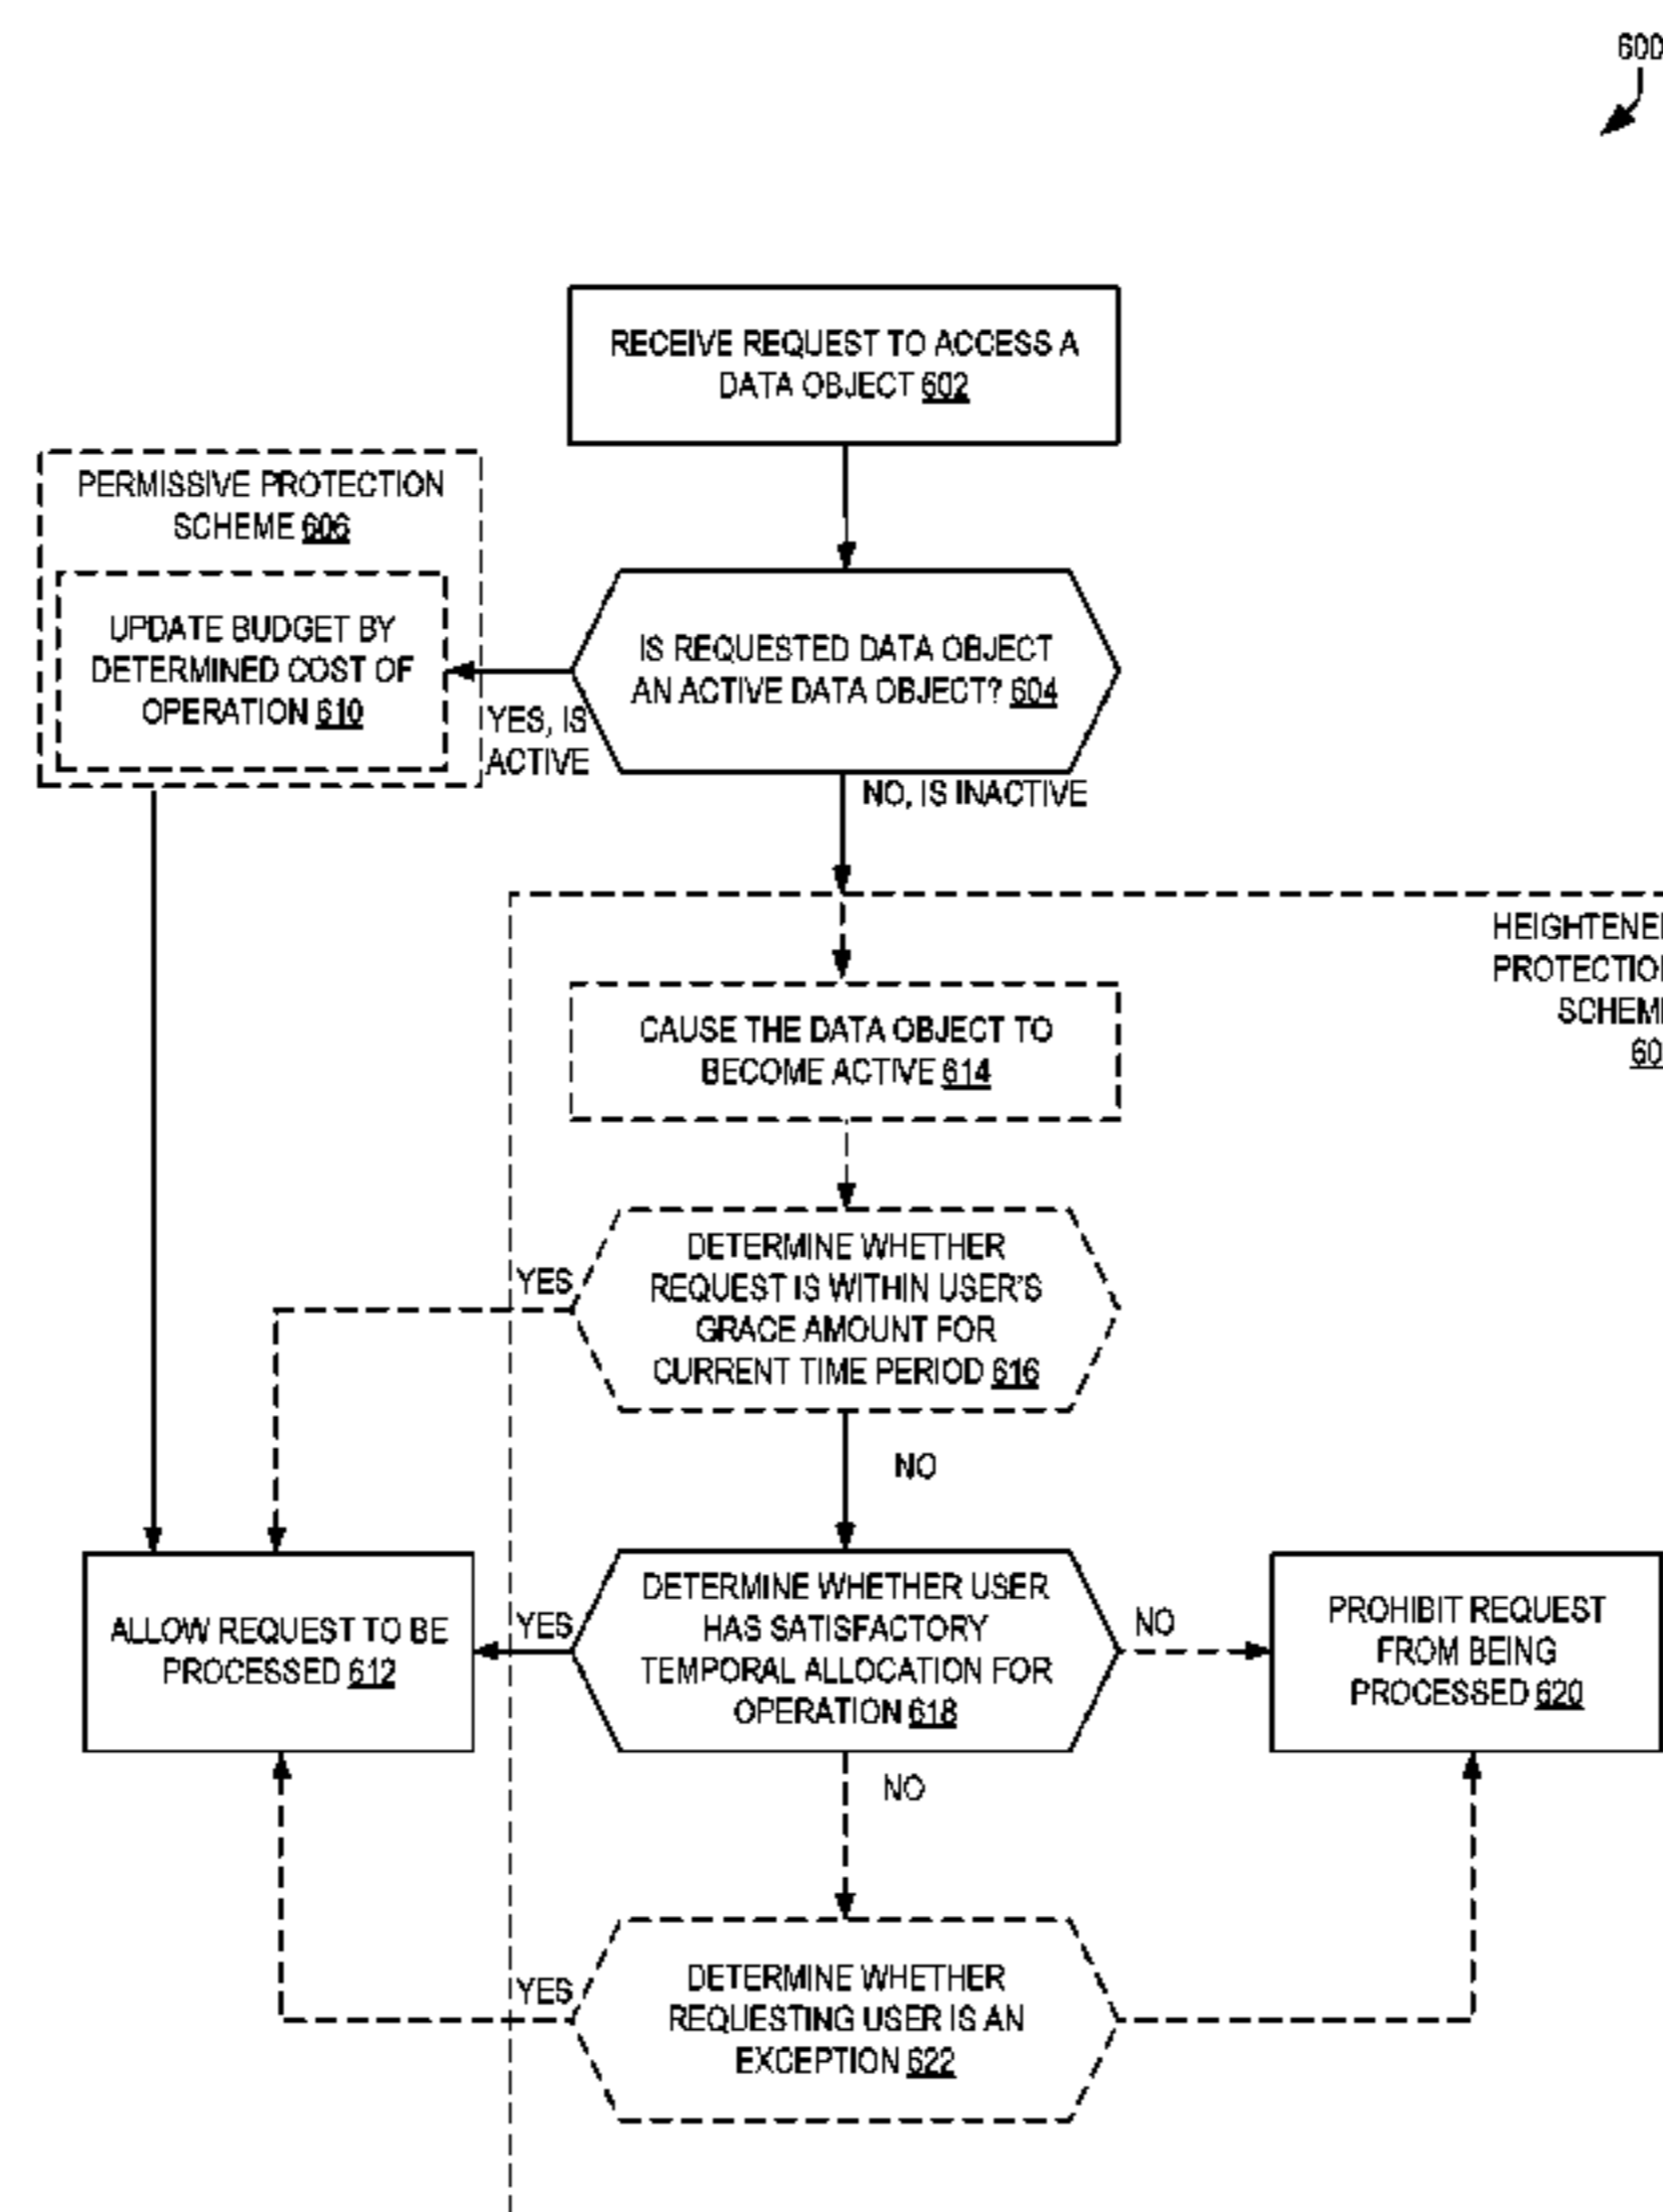 600
RECEIVE REQUEST TO ACCESS A
DATA OBJECT 602
PERMISSIVE PROTECTION
SCHEME 606
UPDATE BUDGET BY
DETERMINED COST OF
OPERATION 610
IS REQUESTED DATA OBJECT
AN ACTIVE DATA OBJECT? 604
YES, IS
ACTIVE
NO, IS INACTIVE
HEIGHTENE
PROTECTIO
SCHEM
60
CAUSE THE DATA OBJECT TO
BECOME ACTIVE 614
DETERMINE WHETHER
REQUEST IS WITHIN USER'S
GRACE AMOUNT FOR
CURRENT TIME PERIOD 616
YES
NO
ALLOW REQUEST TO BE
PROCESSED 612
YES
DETERMINE WHETHER USER
HAS SATISFACTORY
TEMPORAL ALLOCATION FOR
OPERATION 618
NO
PROHIBIT REQUEST
FROM BEING
PROCESSED 620
NO
YES
DETERMINE WHETHER
REQUESTING USER IS AN
EXCEPTION 622